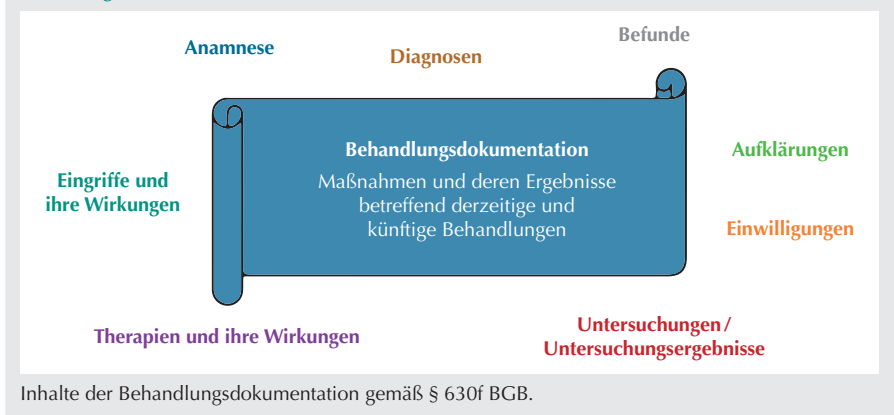 Befunde
Anamnese
Diagnosen
Behandlungsdokumentation
Maßnahmen und deren Ergebnisse
betreffend derzeitige und
künftige Behandlungen
Aufklärungen
Eingriffe und
ihre Wirkungen
Einwilligungen
Therapien und ihre Wirkungen
Untersuchungen/
Untersuchungsergebnisse
Inhalte der Behandlungsdokumentation gemäß § 630f BGB.